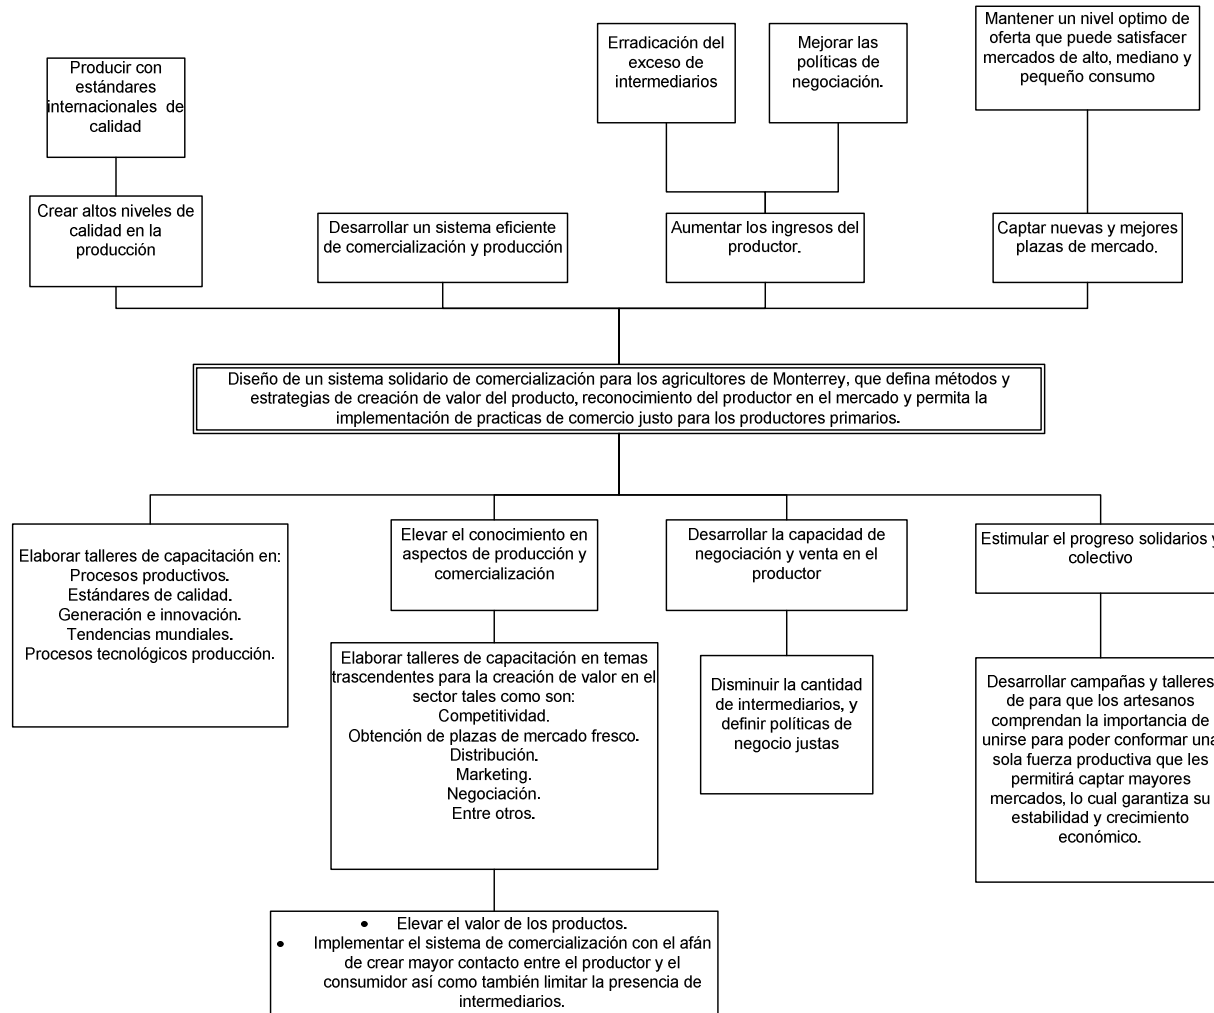 Producir con
estándares
internacionales de
calidad
Erradicación del
exceso de
intermediarios
Mejorar las
políticas de
negociación.
Mantener un nivel optimo de
oferta que puede satisfacer
mercados de alto, mediano y
pequeño consumo
Crear altos niveles de
calidad en la
producción
Desarrollar un sistema eficiente
de comercialización y producción
Aumentar los ingresos del
productor.
Captar nuevas y mejores
plazas de mercado.
Diseño de un sistema solidario de comercialización para los agricultores de Monterrey, que defina métodos y
estrategias de creación de valor del producto, reconocimiento del productor en el mercado y permita la
implementación de practicas de comercio justo para los productores primarios.
Elaborar talleres de capacitación en:
Procesos productivos.
Estándares de calidad.
Generación e innovación.
Tendencias mundiales.
Procesos tecnológicos producción.
Elevar el conocimiento en
aspectos de producción y
comercialización
Desarrollar la capacidad de
negociación y venta en el
productor
Estimular el progreso solidarios y
colectivo
Elaborar talleres de capacitación en temas
trascendentes para la creación de valor en el
sector tales como son:
Competitividad.
Obtención de plazas de mercado fresco.
Distribución.
Marketing.
Negociación.
Entre otros.
Disminuir la cantidad
de intermediarios, y
definir políticas de
negocio justas
Desarrollar campañas y talleres
de para que los artesanos
comprendan la importancia de
unirse para poder conformar una
sola fuerza productiva que les
permitirá captar mayores
mercados, lo cual garantiza su
estabilidad y crecimiento
económico.
• Elevar el valor de los productos.
• Implementar el sistema de comercialización con el afán
de crear mayor contacto entre el productor y el
consumidor así como también limitar la presencia de
intermediarios.